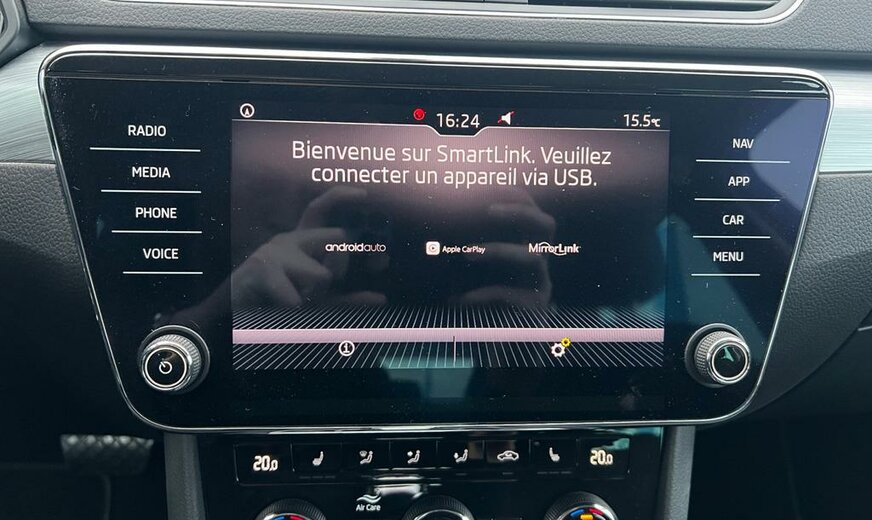 RADIO
MEDIA
PHONE
VOICE
16:24
15.5°C
Bienvenue sur SmartLink. Veuillez
connecter un appareil via USB.
androidauto
Apple CarPlay
MirrorLink
NAV
APP
CAR
MENU
20.0
20.0
Air Care